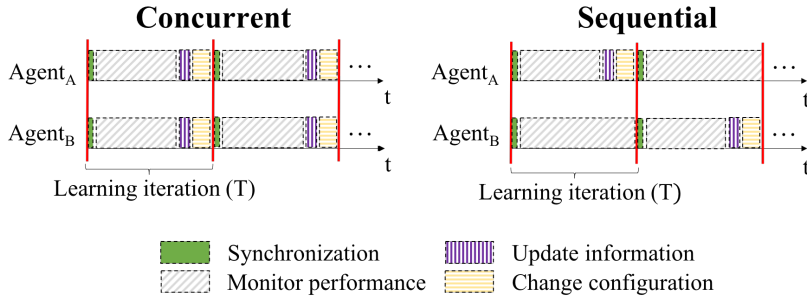 Concurrent
Sequential
Agent_A
t
Agent_B
t
Learning iteration (T)
Agent_A
t
Agent_B
t
Learning iteration (T)
Synchronization
Update information
Monitor performance
Change configuration